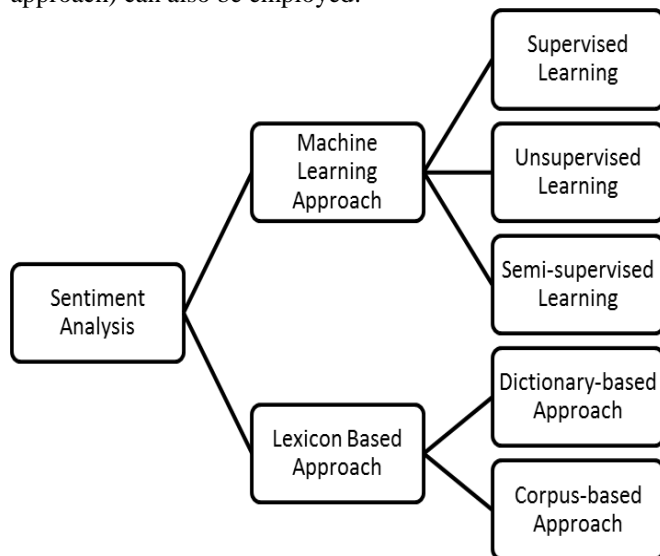 approach) can also be employed.
Supervised
Learning
Machine
Learning
Approach
Unsupervised
Learning
Semi-supervised
Learning
Sentiment
Analysis
Dictionary-based
Approach
Lexicon Based
Approach
Corpus-based
Approach